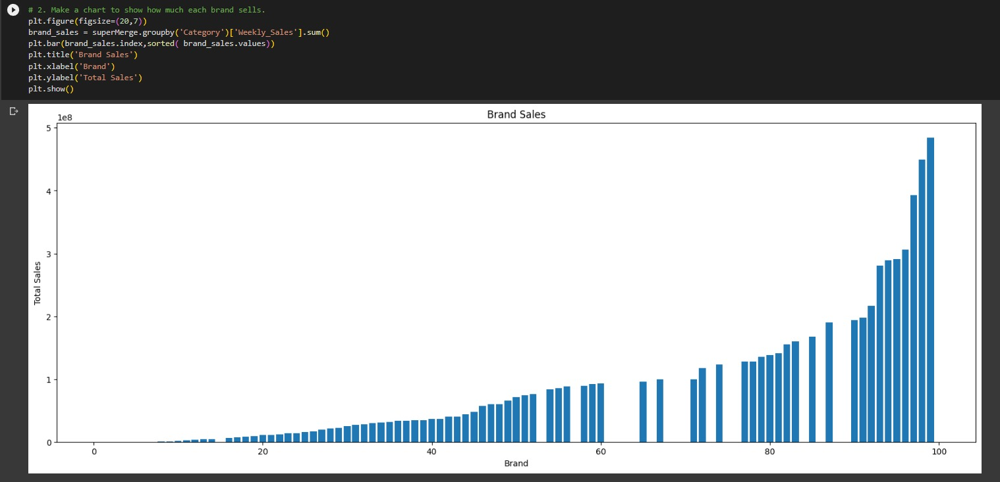 # 2. Make a chart to show how much each brand sells.
plt.figure(figsize=(20,7))
brand_sales = superMerge.groupby('Category')['Weekly_Sales'].sum()
plt.bar(brand_sales.index,sorted( brand_sales.values))
plt.title('Brand Sales')
plt.xlabel('Brand')
plt.ylabel('Total Sales')
plt.show()
Brand Sales
1e8
5
4
3
2
1
0
Total Sales
0 20 40 60 80 100
Brand